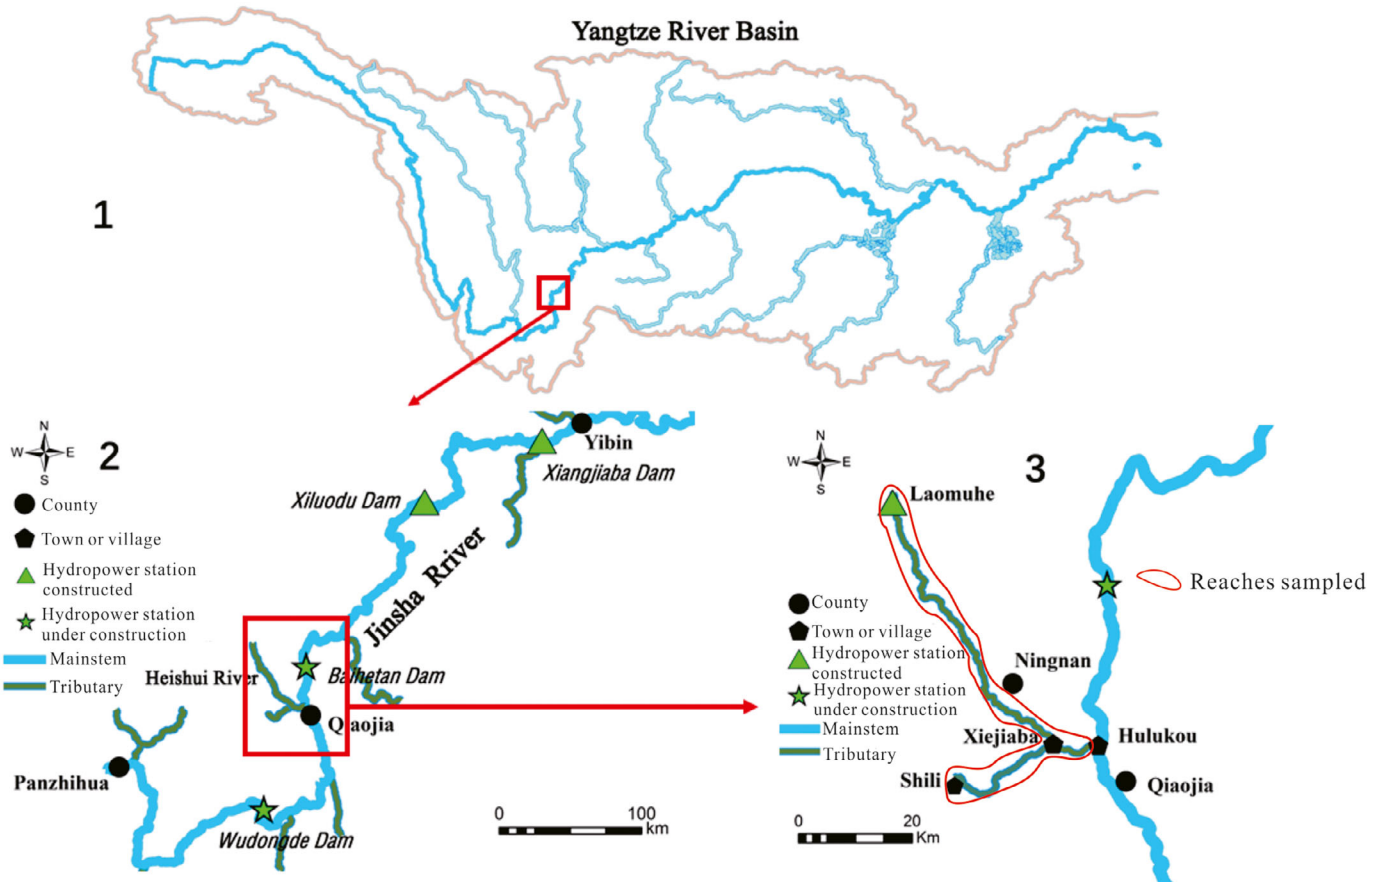 Yangtze River Basin
1
2
N
W E
S
County
Town or village
Hydropower station
constructed
Hydropower station
under construction
Mainstem
Tributary
Yibin
Xiangjiaba Dam
Xiluodu Dam
Jinsha Rriver
Heishui River
Baihetan Dam
Qiaojia
Panzhihua
Wudongde Dam
0 100
km
3
N
W E
S
Laomuhe
Reaches sampled
County
Town or village
Hydropower station
constructed
Hydropower station
under construction
Mainstem
Tributary
Ningnan
Xiejiaba
Hulukou
Shili
Qiaojia
0 20
Km